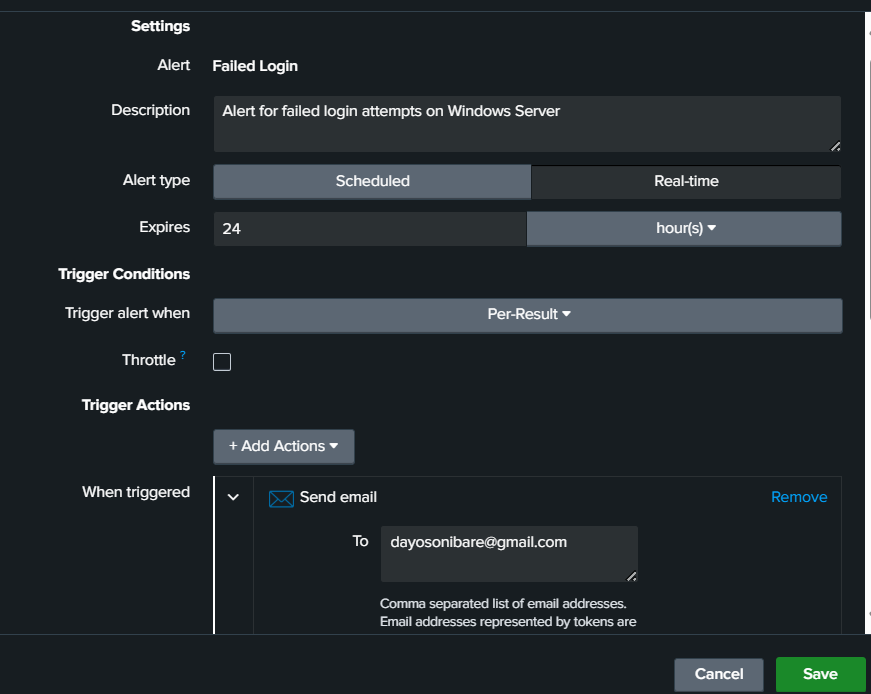 Settings
Alert Failed Login
Description Alert for failed login attempts on Windows Server
Alert type Scheduled Real-time
Expires 24 hour(s)
Trigger Conditions
Trigger alert when Per-Result
Throttle ?
Trigger Actions
+ Add Actions
When triggered Send email Remove
To dayosonibare@gmail.com
Comma separated list of email addresses.
Email addresses represented by tokens are
Cancel Save